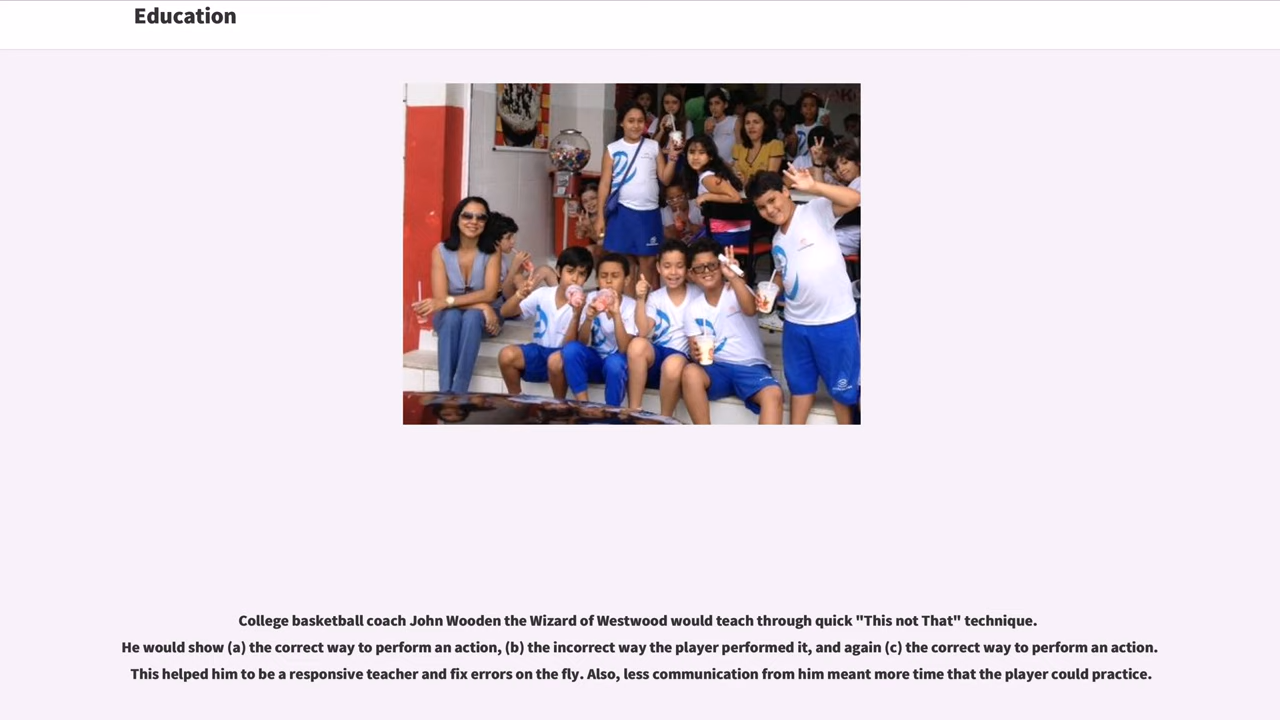 Education
College basketball coach John Wooden the Wizard of Westwood would teach through quick "This not That" technique.
He would show (a) the correct way to perform an action, (b) the incorrect way the player performed it, and again (c) the correct way to perform an action.
This helped him to be a responsive teacher and fix errors on the fly. Also, less communication from him meant more time that the player could practice.